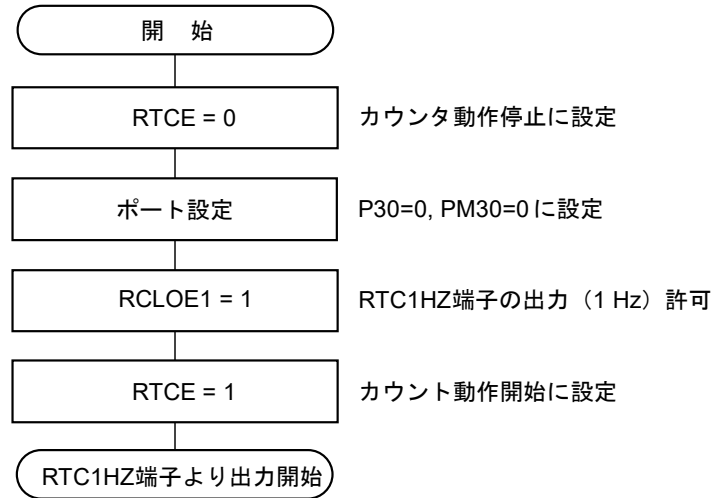 開 始
RTCE = 0
カウンタ動作停止に設定
ポート設定
P30=0, PM30=0に設定
RCLOE1 = 1
RTC1HZ端子の出力（1 Hz）許可
RTCE = 1
カウント動作開始に設定
RTC1HZ端子より出力開始